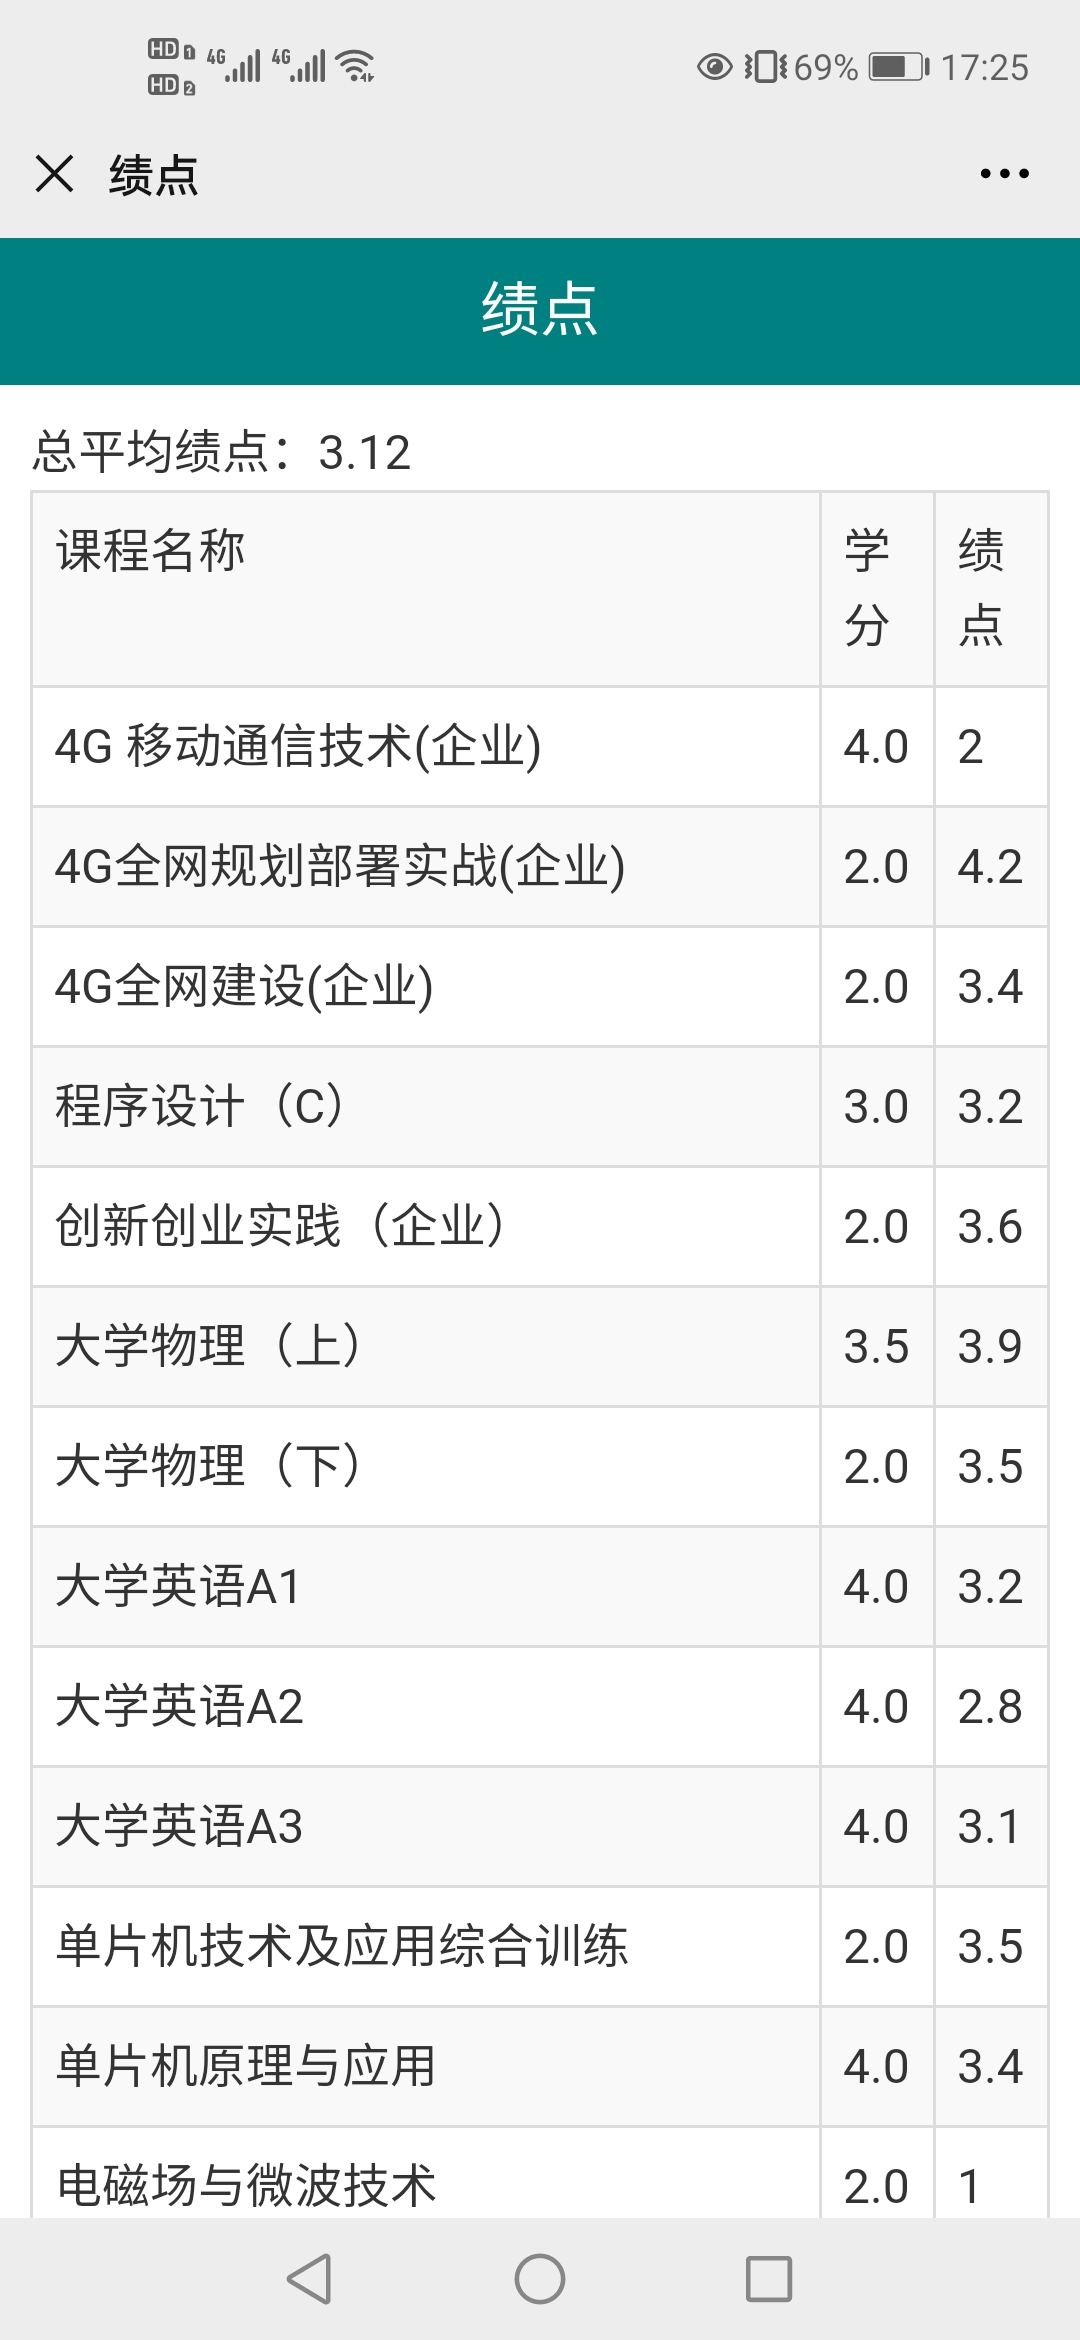 HD 1 4G 4G 69% 17:25
HD 2
绩点
绩点
总平均绩点：3.12
课程名称 学分 绩点
4G 移动通信技术(企业) 4.0 2
4G全网规划部署实战(企业) 2.0 4.2
4G全网建设(企业) 2.0 3.4
程序设计（C） 3.0 3.2
创新创业实践（企业） 2.0 3.6
大学物理（上） 3.5 3.9
大学物理（下） 2.0 3.5
大学英语A1 4.0 3.2
大学英语A2 4.0 2.8
大学英语A3 4.0 3.1
单片机技术及应用综合训练 2.0 3.5
单片机原理与应用 4.0 3.4
电磁场与微波技术 2.0 1